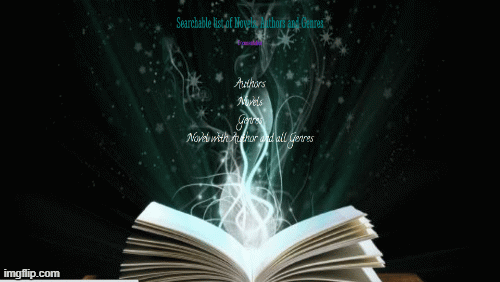 Searchable list of Novels, Authors and Genres
Authors
Novels
Genres
Novels with Author and all Genres
imgflip.com